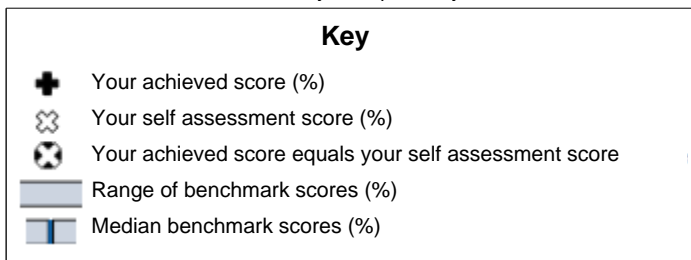 Key
Your achieved score (%)
Your self assessment score (%)
Your achieved score equals your self assessment score
Range of benchmark scores (%)
Median benchmark scores (%)